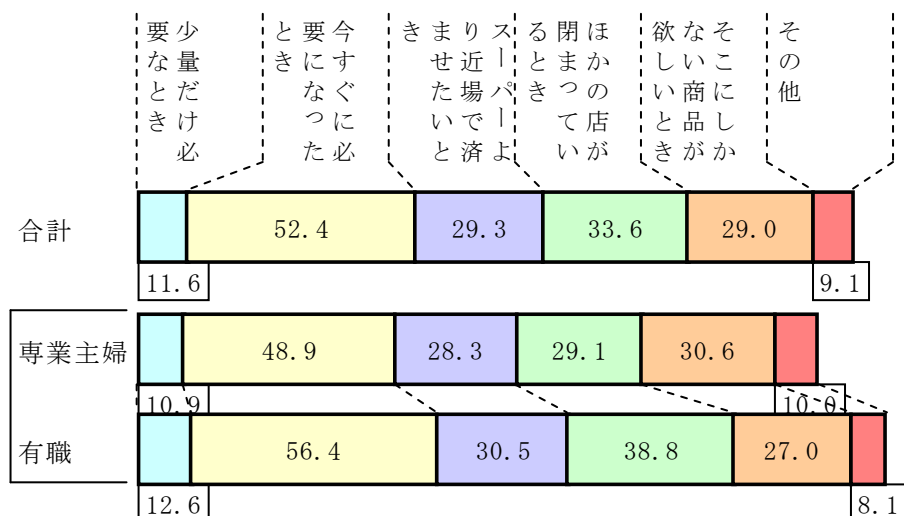 少量だけ必
要なとき
今すぐに必
要になった
とき
スーパーよ
り近場で済
ませたいと
き
ほかの店が
閉まってい
るとき
そこにしか
ない商品が
欲しいとき
その他
合計
52.4
29.3
33.6
29.0
11.6
9.1
専業主婦
48.9
28.3
29.1
30.6
10.9
10.0
有職
56.4
30.5
38.8
27.0
12.6
8.1